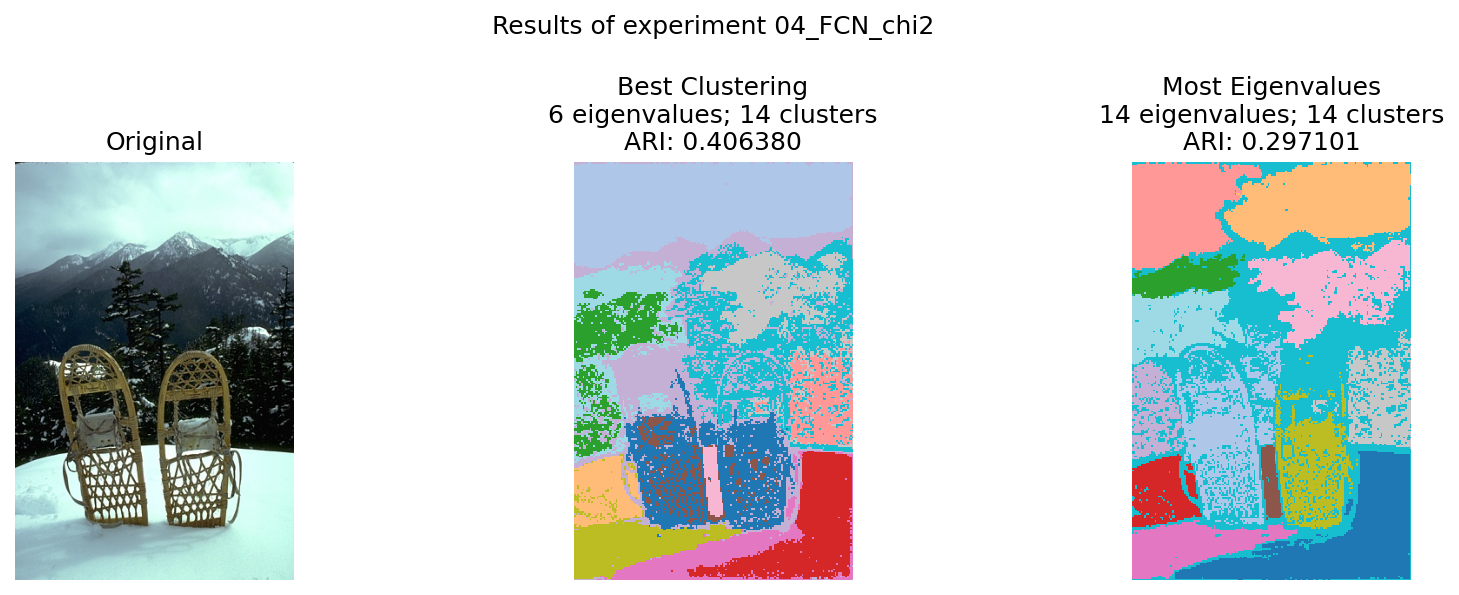 Results of experiment 04_FCN_chi2
Original
Best Clustering
6 eigenvalues; 14 clusters
ARI: 0.406380
Most Eigenvalues
14 eigenvalues; 14 clusters
ARI: 0.297101